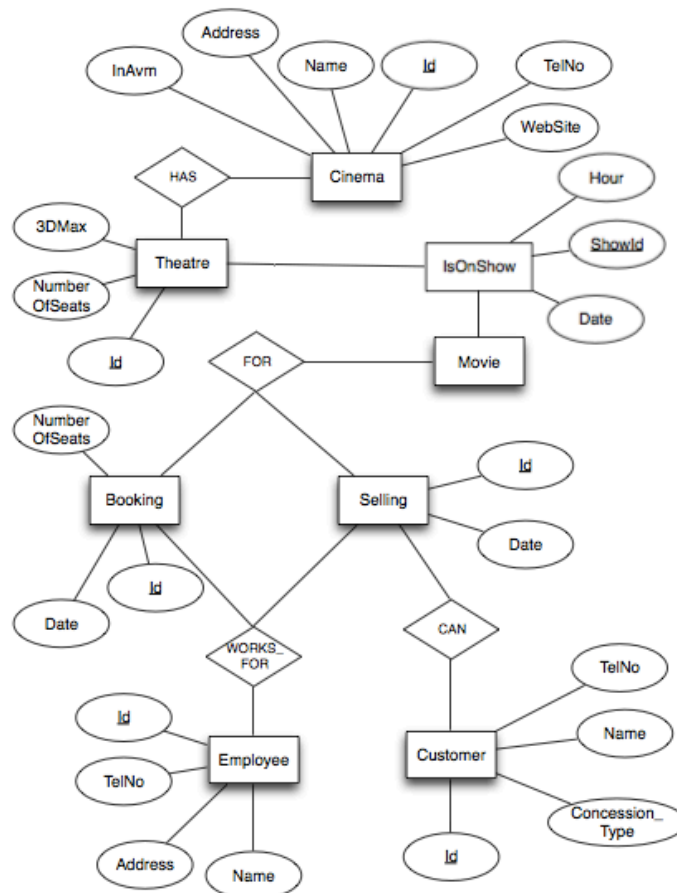 Address
InAvm
Name
Id
TelNo
WebSite
HAS
Cinema
Hour
3DMax
Theatre
ShowId
IsOnShow
Number
OfSeats
Date
Id
FOR
Movie
Number
OfSeats
Id
Booking
Selling
Id
Date
Date
CAN
WORKS_
FOR
TelNo
Id
Name
Employee
Customer
TelNo
Concession_
Type
Address
Name
Id